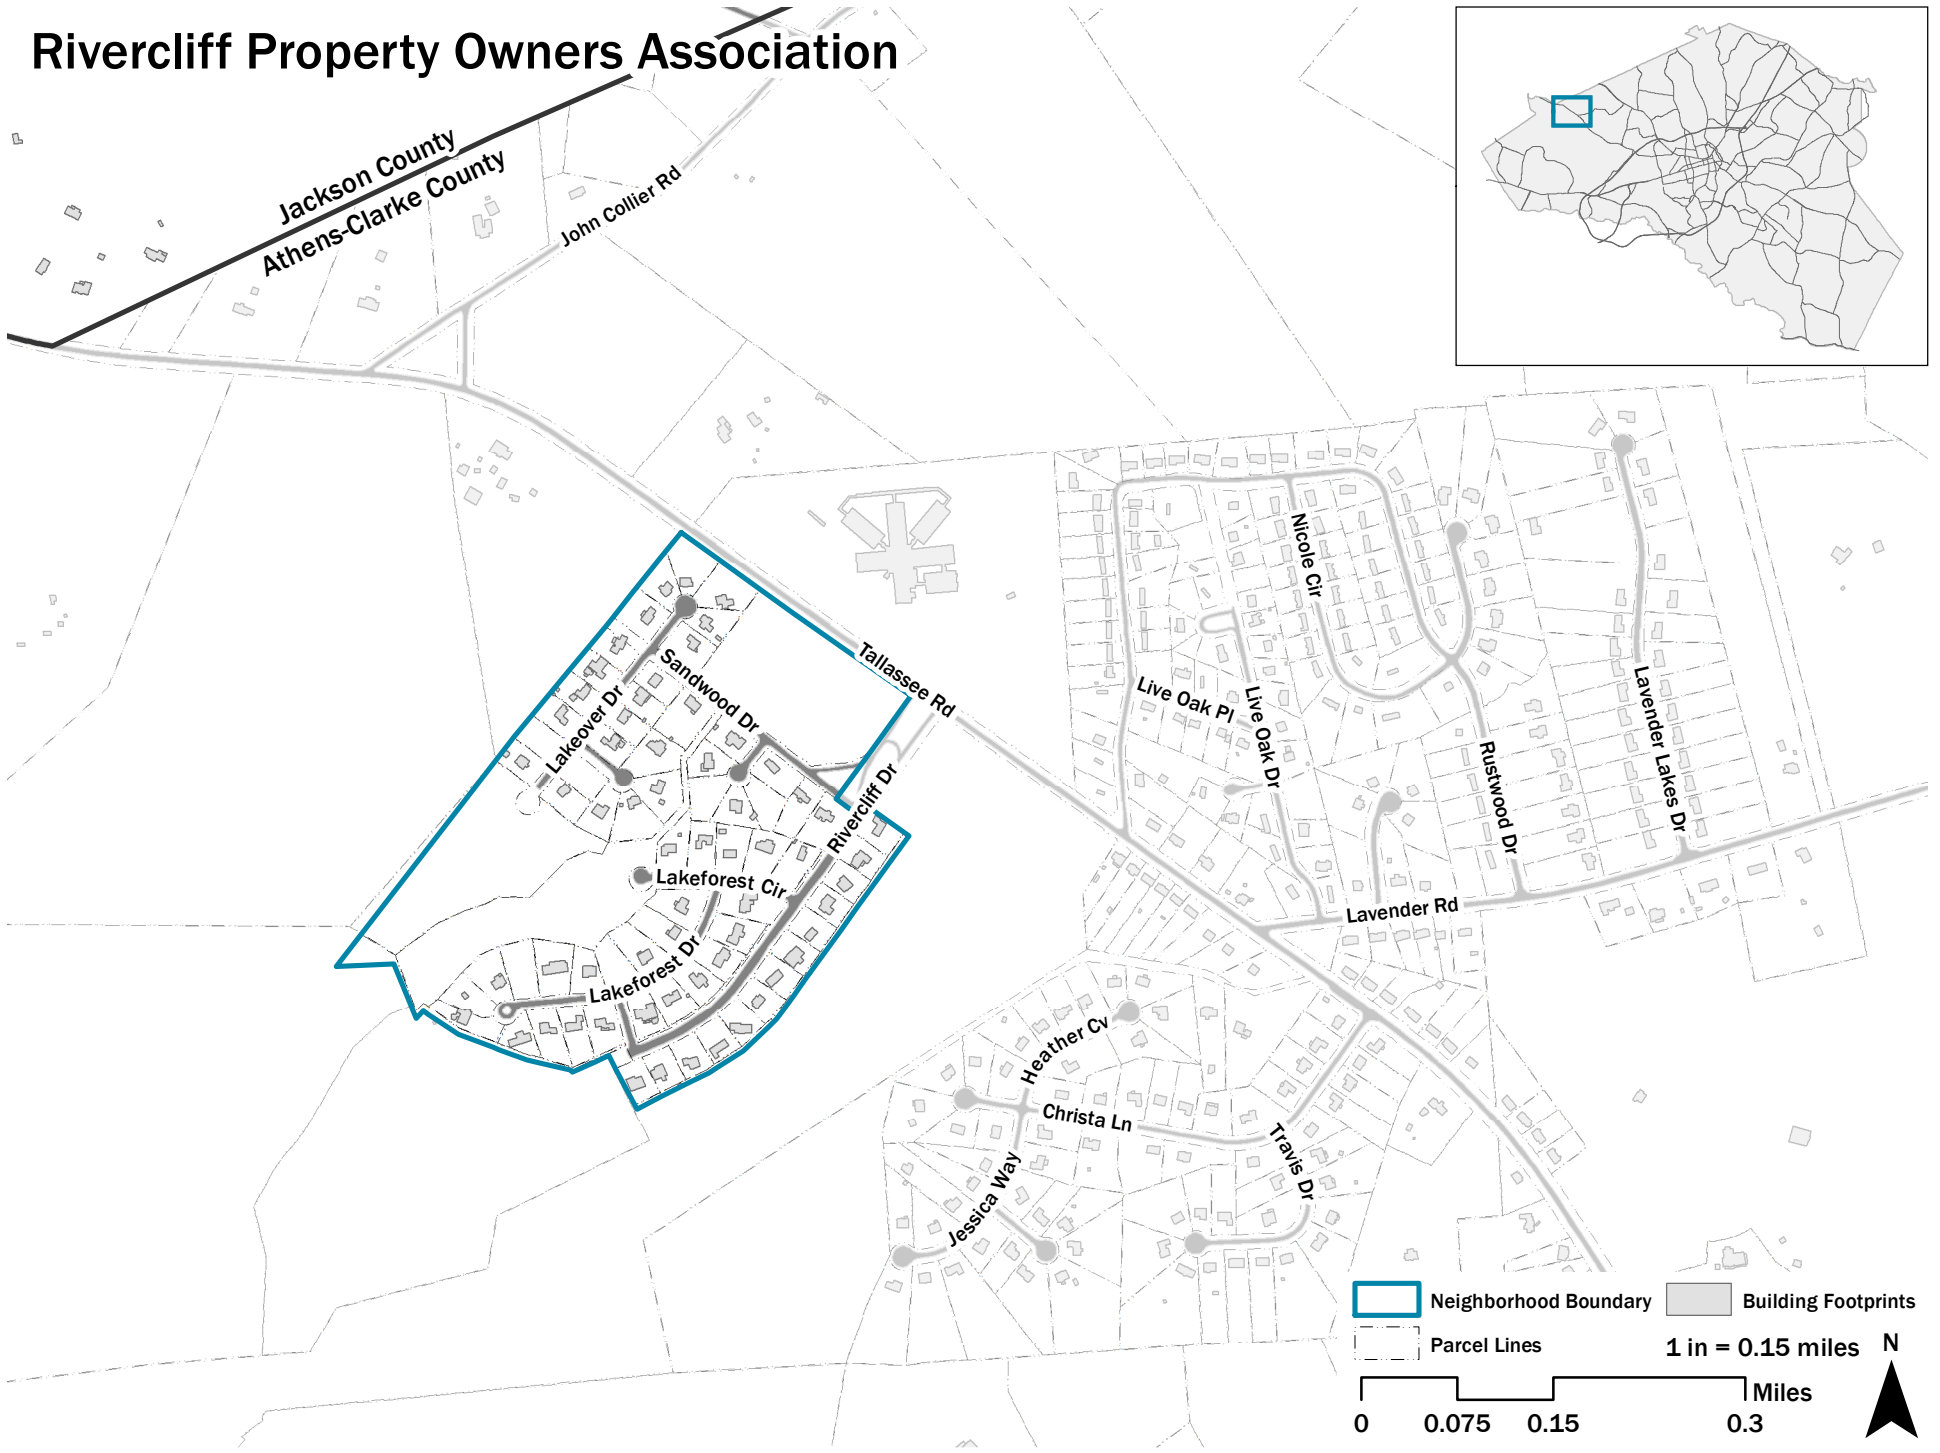 Rivercliff Property Owners Association
Jackson County
Athens-Clarke County
John Collier Rd
Tallassee Rd
Sandwood Dr
Lakeover Dr
Rivercliff Dr
Lakeforest Cir
Lakeforest Dr
Nicole Cir
Live Oak Pl
Live Oak Dr
Rustwood Dr
Lavender Lakes Dr
Lavender Rd
Heather Cv
Christa Ln
Travis Dr
Jessica Way
Neighborhood Boundary
Building Footprints
Parcel Lines
1 in = 0.15 miles
N
Miles
0 0.075 0.15 0.3